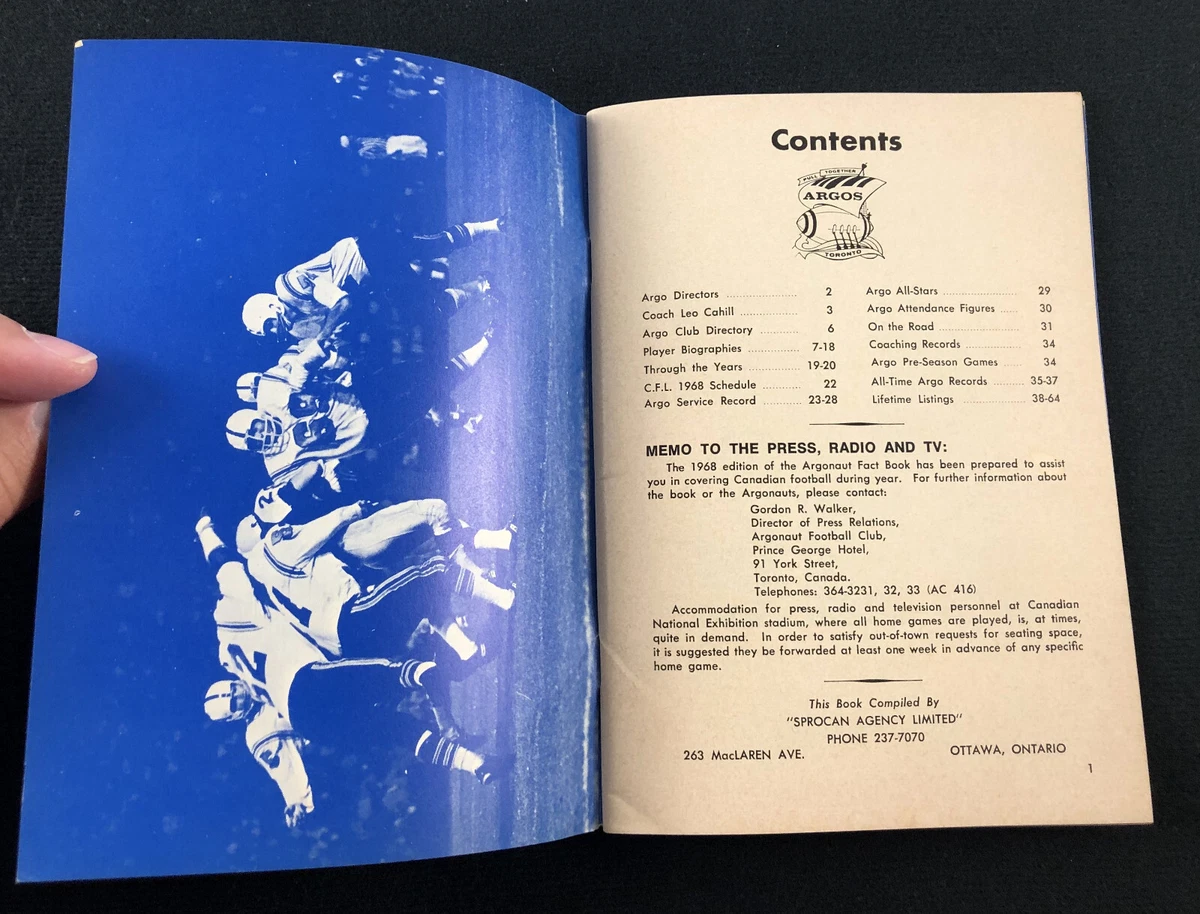 Contents
PULL TOGETHER
ARGOS
TORONTO
Argo Directors .................... 2
Coach Leo Cahill .................... 3
Argo Club Directory .......... 6
Player Biographies ............ 7-18
Through the Years ............ 19-20
C.F.L. 1968 Schedule ............ 22
Argo Service Record ............ 23-28
Argo All-Stars .................... 29
Argo Attendance Figures ..... 30
On the Road .................... 31
Coaching Records .............. 34
Argo Pre-Season Games ..... 34
All-Time Argo Records ......... 35-37
Lifetime Listings .................. 38-64
MEMO TO THE PRESS, RADIO AND TV:
The 1968 edition of the Argonaut Fact Book has been prepared to assist
you in covering Canadian football during year. For further information about
the book or the Argonauts, please contact:
Gordon R. Walker,
Director of Press Relations,
Argonaut Football Club,
Prince George Hotel,
91 York Street,
Toronto, Canada.
Telephones: 364-3231, 32, 33 (AC 416)
Accommodation for press, radio and television personnel at Canadian
National Exhibition stadium, where all home games are played, is, at times,
quite in demand. In order to satisfy out-of-town requests for seating space,
it is suggested they be forwarded at least one week in advance of any specific
home game.
This Book Compiled By
"SPROCAN AGENCY LIMITED"
PHONE 237-7070
263 MacLAREN AVE. OTTAWA, ONTARIO
1